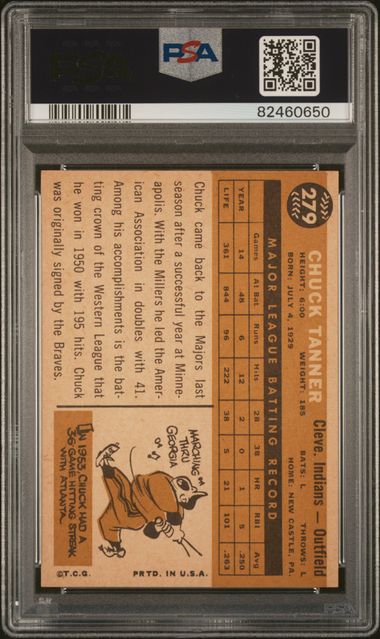 PSA
PSA
82460650
279
CHUCK TANNER
Cleve. Indians — Outfield
HEIGHT: 6:00 WEIGHT: 185 BATS: L THROWS: L
BORN: JULY 4, 1929 HOME: NEW CASTLE, PA.
MAJOR LEAGUE BATTING RECORD
Games At Bat Runs Hits 2B 3B HR RBI Avg
YEAR 14 48 6 12 2 0 1 5 .250
LIFE 361 844 96 222 38 5 21 101 .263
Chuck came back to the Majors last
season after a successful year at Minne-
apolis. With the Millers he led the Amer-
ican Association in doubles with 41.
Among his accomplishments is the bat-
ting crown of the Western League that
he won in 1950 with 195 hits. Chuck
was originally signed by the Braves.
MARCHING
THRU
GEORGIA
IN 1953 CHUCK HAD A
36 GAME HITTING STREAK
WITH ATLANTA.
©T.C.G. PRTD. IN U.S.A.